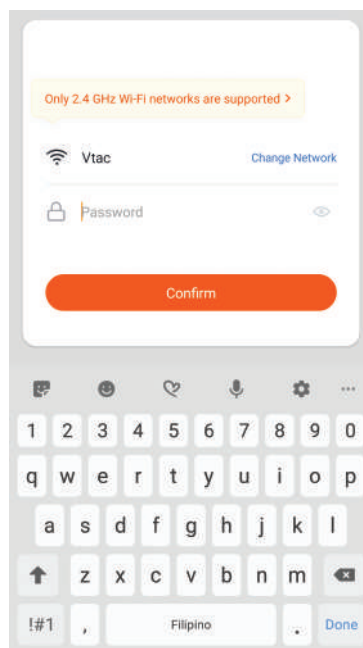 Only 2.4 GHz Wi-Fi networks are supported >
Vtac Change Network
Password
Confirm
1 2 3 4 5 6 7 8 9 0
q w e r t y u i o p
a s d f g h j k l
z x c v b n m
!#1 , Filipino . Done